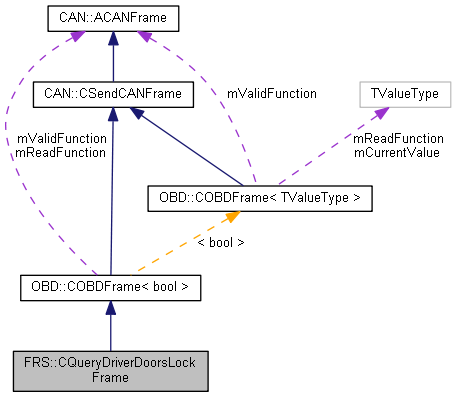 CAN::ACANFrame
CAN::CSendCANFrame
mValidFunction
TValueType
mValidFunction
mReadFunction
mReadFunction
mCurrentValue
OBD::COBDFrame< TValueType >
< bool >
OBD::COBDFrame< bool >
FRS::CQueryDriverDoorsLock
Frame